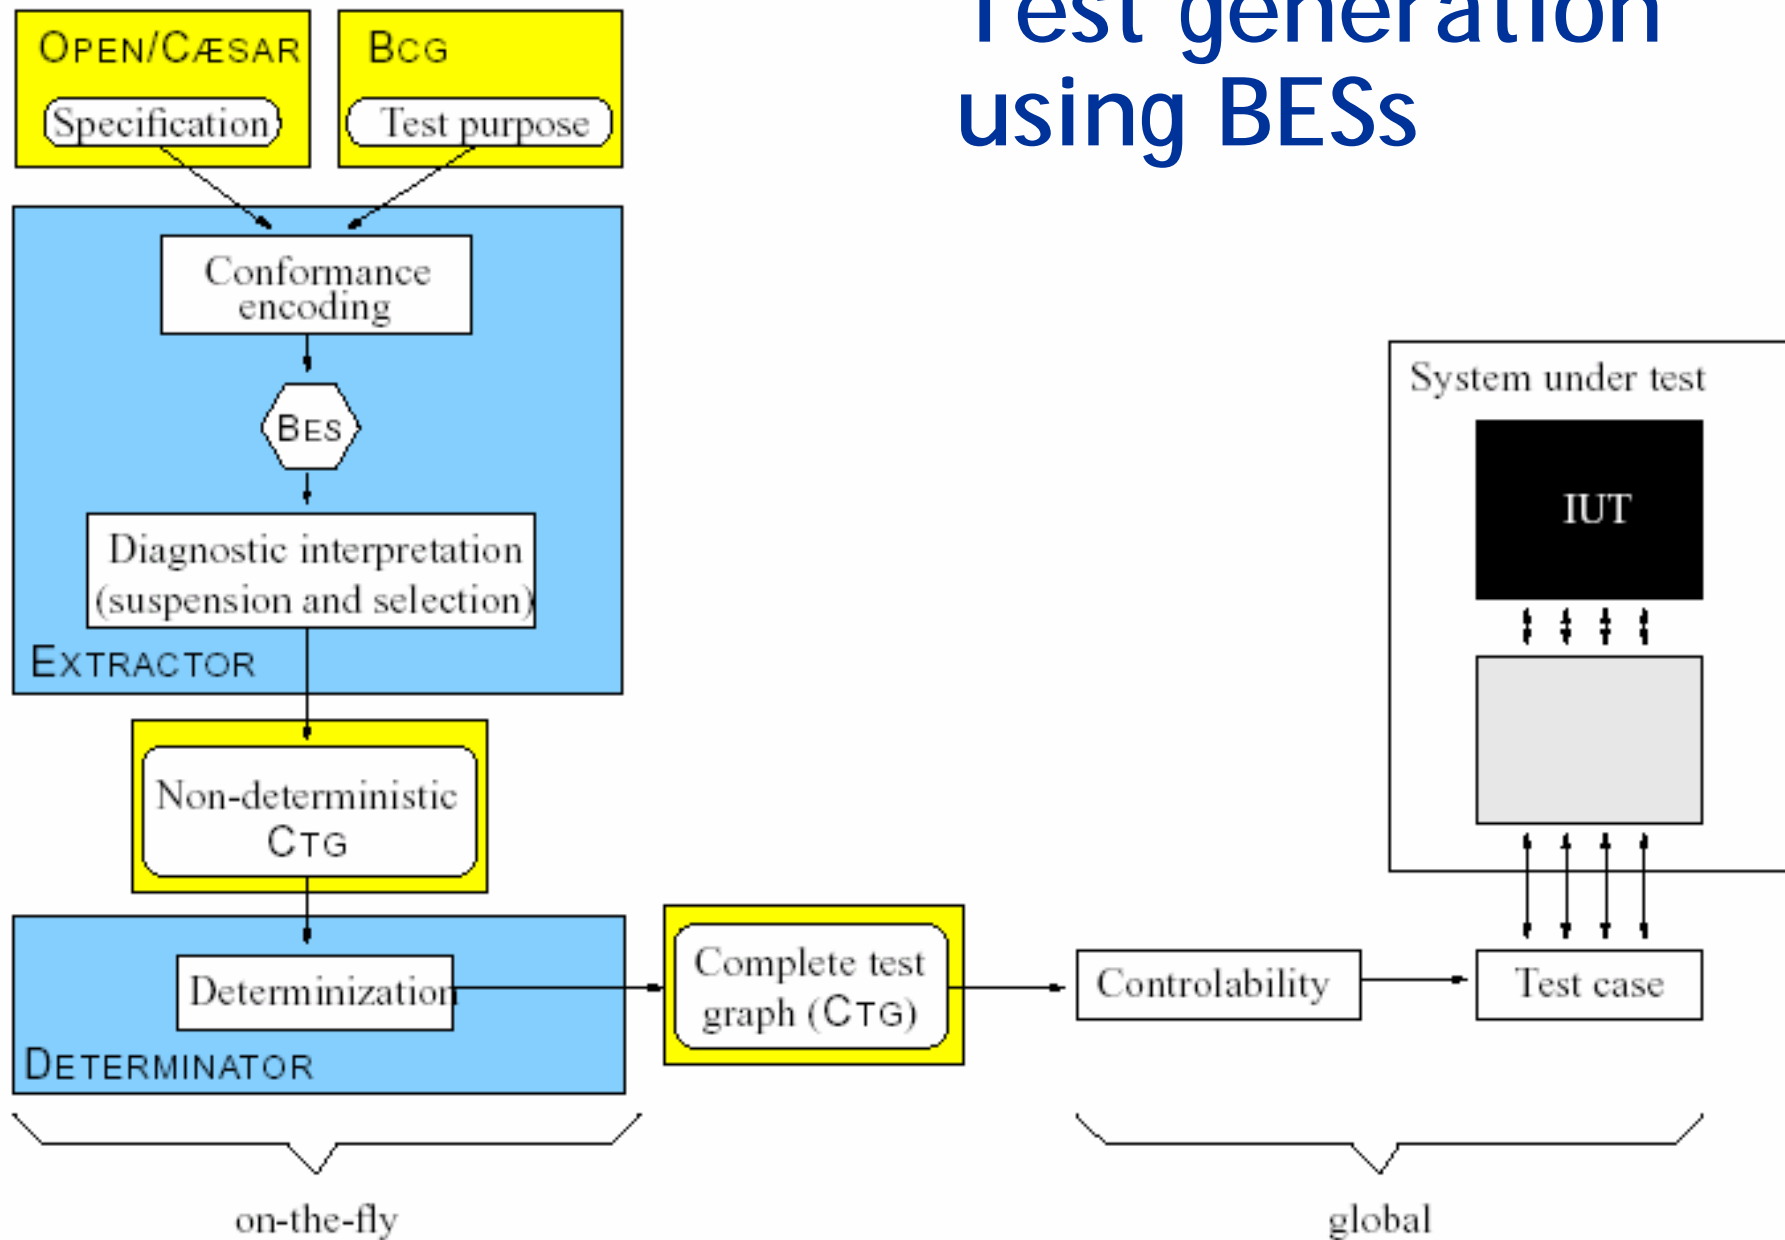 Test generation
using BESs
OPEN/CÆSAR
BCG
Specification
Test purpose
Conformance
encoding
BES
Diagnostic interpretation
(suspension and selection)
EXTRACTOR
Non-deterministic
CTG
Determinization
DETERMINATOR
Complete test
graph (CTG)
Controlability
Test case
System under test
IUT
on-the-fly
global